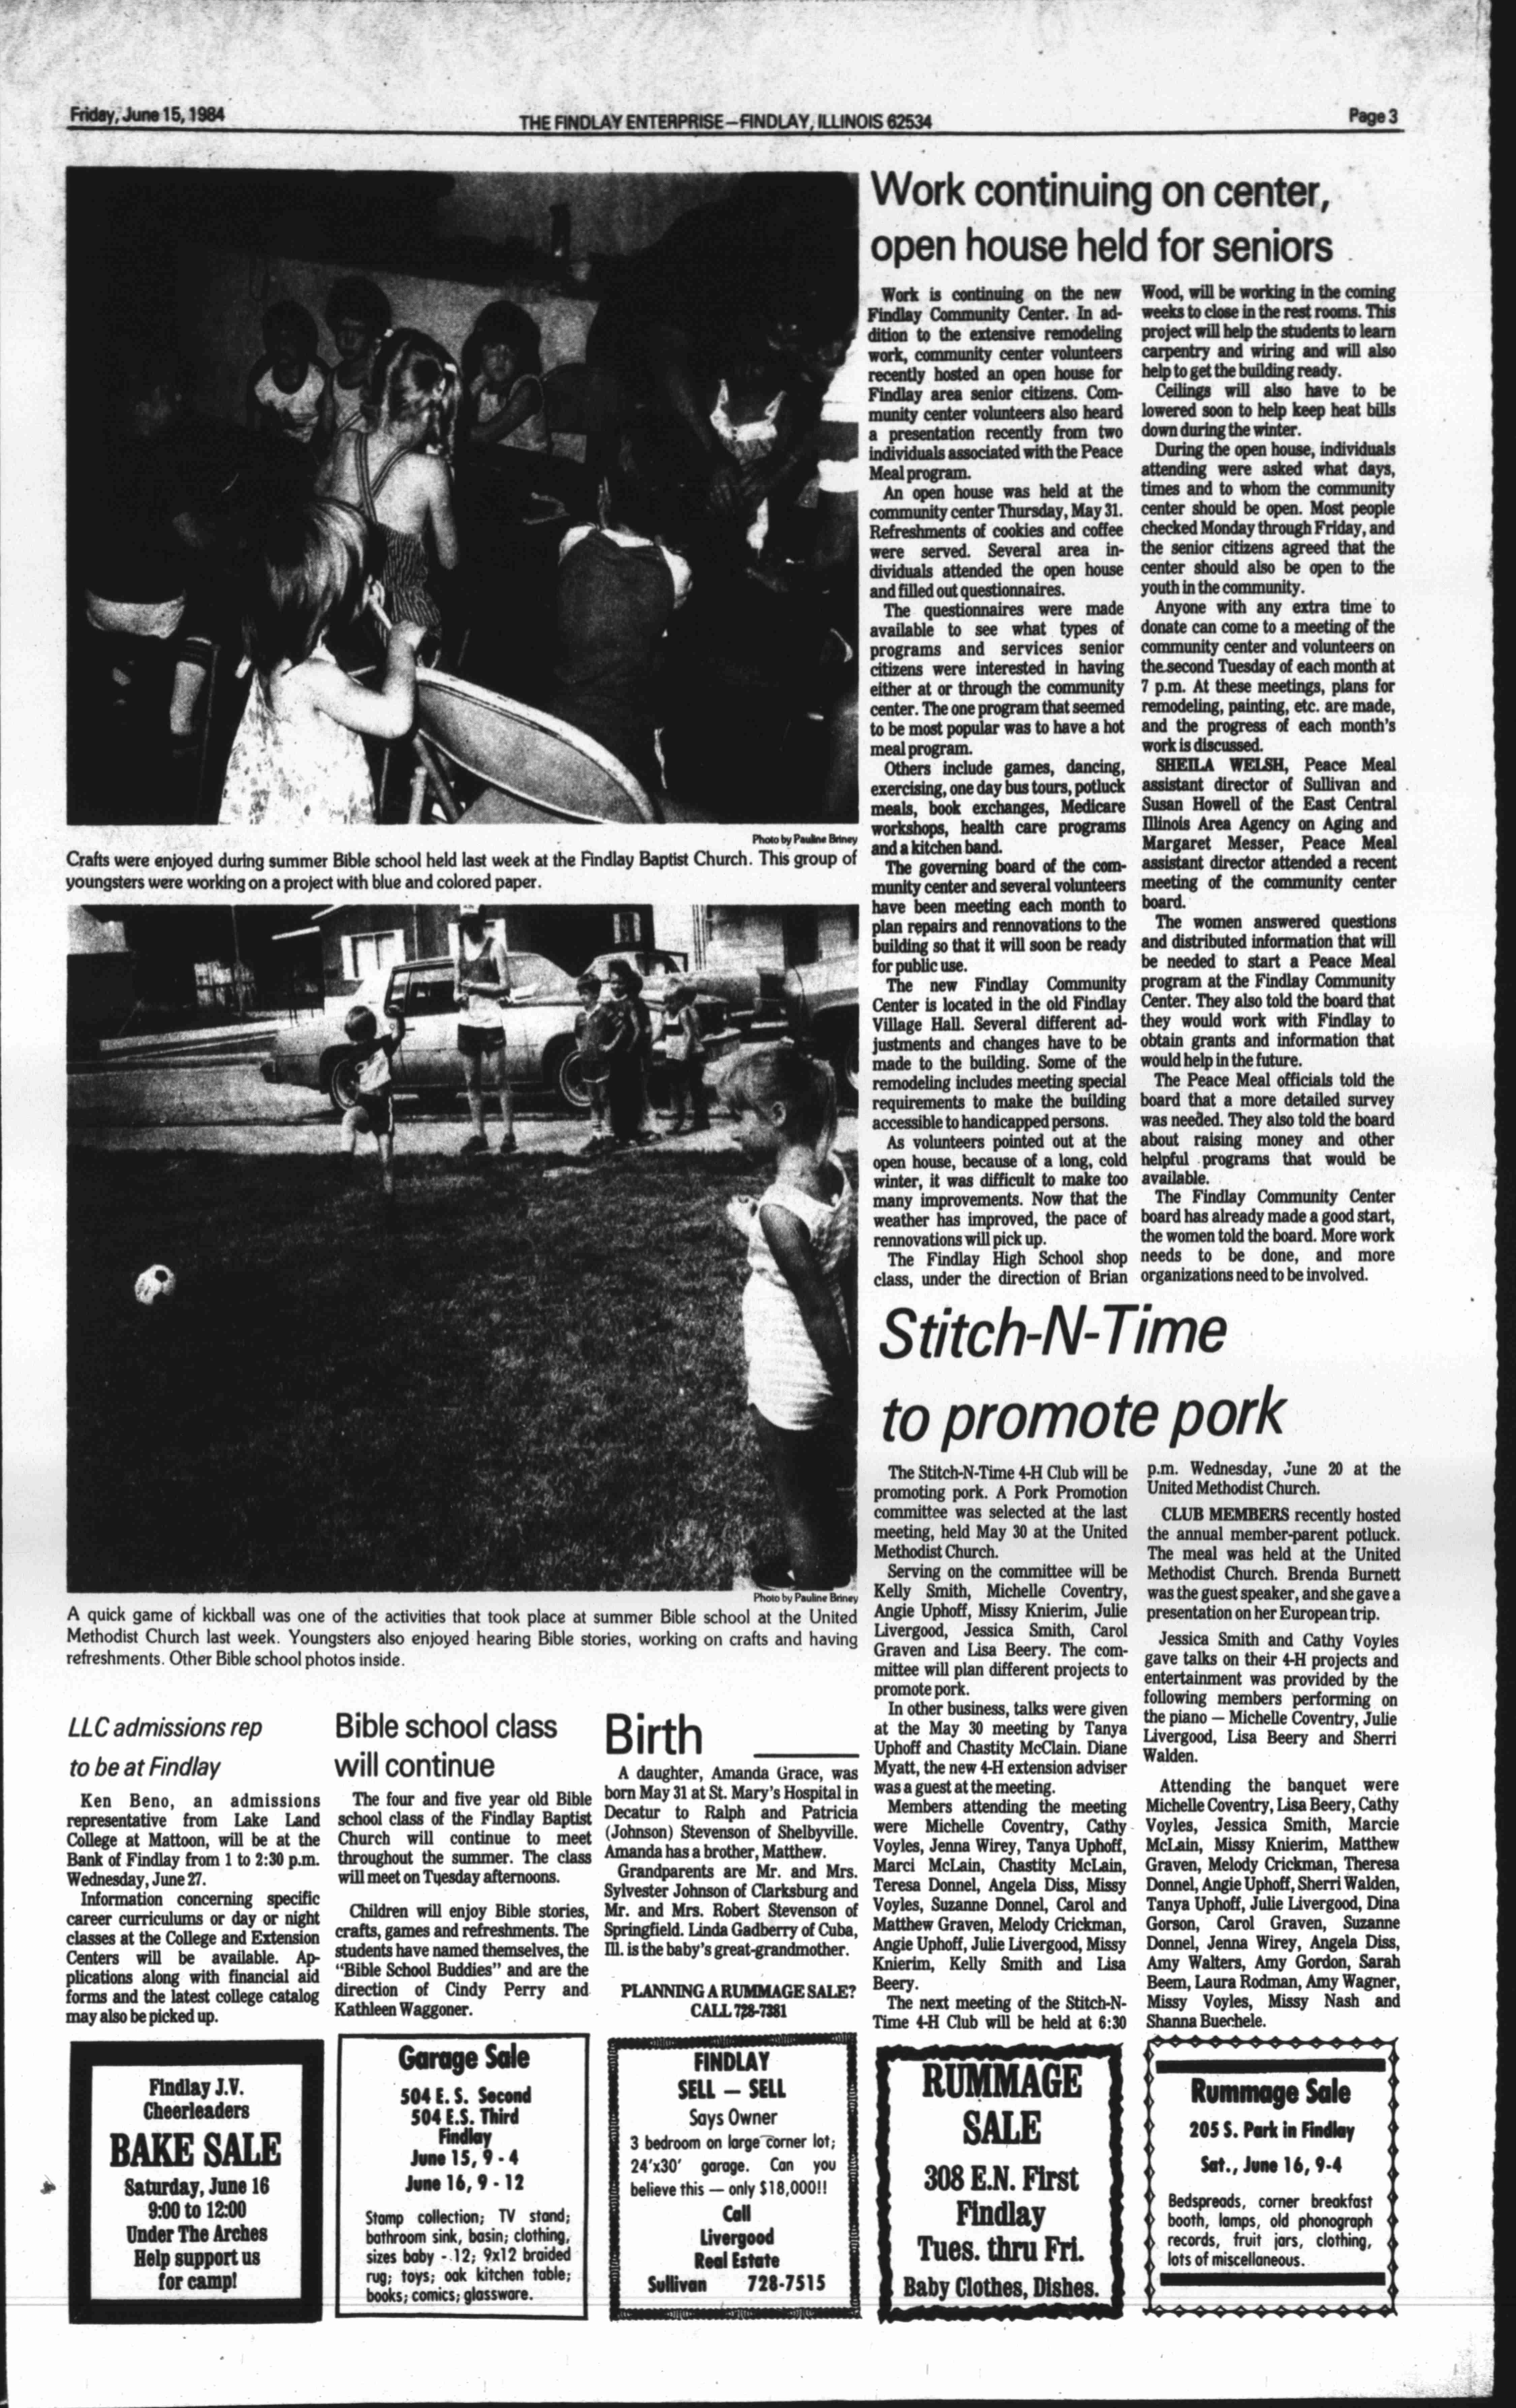 Friday, June 15, 1984
THE FINDLAY ENTERPRISE—FINDLAY, ILLINOIS 62534
Page 3
Photo by Pauline Briney
Crafts were enjoyed during summer Bible school held last week at the Findlay Baptist Church. This group of
youngsters were working on a project with blue and colored paper.
Photo by Pauline Briney
A quick game of kickball was one of the activities that took place at summer Bible school at the United
Methodist Church last week. Youngsters also enjoyed hearing Bible stories, working on crafts and having
refreshments. Other Bible school photos inside.
Work continuing on center,
open house held for seniors
Work is continuing on the new
Findlay Community Center. In ad-
dition to the extensive remodeling
work, community center volunteers
recently hosted an open house for
Findlay area senior citizens. Com-
munity center volunteers also heard
a presentation recently from two
individuals associated with the Peace
Meal program.
An open house was held at the
community center Thursday, May 31.
Refreshments of cookies and coffee
were served. Several area in-
dividuals attended the open house
and filled out questionnaires.
The questionnaires were made
available to see what types of
programs and services senior
citizens were interested in having
either at or through the community
center. The one program that seemed
to be most popular was to have a hot
meal program.
Others include games, dancing,
exercising, one day bus tours, potluck
meals, book exchanges, Medicare
workshops, health care programs
and a kitchen band.
The governing board of the com-
munity center and several volunteers
have been meeting each month to
plan repairs and rennovations to the
building so that it will soon be ready
for public use.
The new Findlay Community
Center is located in the old Findlay
Village Hall. Several different ad-
justments and changes have to be
made to the building. Some of the
remodeling includes meeting special
requirements to make the building
accessible to handicapped persons.
As volunteers pointed out at the
open house, because of a long, cold
winter, it was difficult to make too
many improvements. Now that the
weather has improved, the pace of
rennovations will pick up.
The Findlay High School shop
class, under the direction of Brian
Wood, will be working in the coming
weeks to close in the rest rooms. This
project will help the students to learn
carpentry and wiring and will also
help to get the building ready.
Ceilings will also have to be
lowered soon to help keep heat bills
down during the winter.
During the open house, individuals
attending were asked what days,
times and to whom the community
center should be open. Most people
checked Monday through Friday, and
the senior citizens agreed that the
center should also be open to the
youth in the community.
Anyone with any extra time to
donate can come to a meeting of the
community center and volunteers on
the second Tuesday of each month at
7 p.m. At these meetings, plans for
remodeling, painting, etc. are made,
and the progress of each month's
work is discussed.
SHEILA WELSH, Peace Meal
assistant director of Sullivan and
Susan Howell of the East Central
Illinois Area Agency on Aging and
Margaret Messer, Peace Meal
assistant director attended a recent
meeting of the community center
board.
The women answered questions
and distributed information that will
be needed to start a Peace Meal
program at the Findlay Community
Center. They also told the board that
they would work with Findlay to
obtain grants and information that
would help in the future.
The Peace Meal officials told the
board that a more detailed survey
was needed. They also told the board
about raising money and other
helpful programs that would be
available.
The Findlay Community Center
board has already made a good start,
the women told the board. More work
needs to be done, and more
organizations need to be involved.
Stitch-N-Time
to promote pork
The Stitch-N-Time 4-H Club will be
promoting pork. A Pork Promotion
committee was selected at the last
meeting, held May 30 at the United
Methodist Church.
Serving on the committee will be
Kelly Smith, Michelle Coventry,
Angie Uphoff, Missy Knierim, Julie
Livergood, Jessica Smith, Carol
Graven and Lisa Beery. The com-
mittee will plan different projects to
promote pork.
In other business, talks were given
at the May 30 meeting by Tanya
Uphoff and Chastity McClain. Diane
Myatt, the new 4-H extension adviser
was a guest at the meeting.
Members attending the meeting
were Michelle Coventry, Cathy
Voyles, Jenna Wirey, Tanya Uphoff,
Marci McLain, Chastity McLain,
Teresa Donnel, Angela Diss, Missy
Voyles, Suzanne Donnel, Carol and
Matthew Graven, Melody Crickman,
Angie Uphoff, Julie Livergood, Missy
Knierim, Kelly Smith and Lisa
Beery.
The next meeting of the Stitch-N-
Time 4-H Club will be held at 6:30
p.m. Wednesday, June 20 at the
United Methodist Church.
CLUB MEMBERS recently hosted
the annual member-parent potluck.
The meal was held at the United
Methodist Church. Brenda Burnett
was the guest speaker, and she gave a
presentation on her European trip.
Jessica Smith and Cathy Voyles
gave talks on their 4-H projects and
entertainment was provided by the
following members performing on
the piano — Michelle Coventry, Julie
Livergood, Lisa Beery and Sherri
Walden.
Attending the banquet were
Michelle Coventry, Lisa Beery, Cathy
Voyles, Jessica Smith, Marcie
McLain, Missy Knierim, Matthew
Graven, Melody Crickman, Theresa
Donnel, Angie Uphoff, Sherri Walden,
Tanya Uphoff, Julie Livergood, Dina
Gorson, Carol Graven, Suzanne
Donnel, Jenna Wirey, Angela Diss,
Amy Walters, Amy Gordon, Sarah
Beem, Laura Rodman, Amy Wagner,
Missy Voyles, Missy Nash and
Shanna Buechele.
LLC admissions rep
to be at Findlay
Ken Beno, an admissions
representative from Lake Land
College at Mattoon, will be at the
Bank of Findlay from 1 to 2:30 p.m.
Wednesday, June 27.
Information concerning specific
career curriculums or day or night
classes at the College and Extension
Centers will be available. Ap-
plications along with financial aid
forms and the latest college catalog
may also be picked up.
Bible school class
will continue
The four and five year old Bible
school class of the Findlay Baptist
Church will continue to meet
throughout the summer. The class
will meet on Tuesday afternoons.
Children will enjoy Bible stories,
crafts, games and refreshments. The
students have named themselves, the
"Bible School Buddies" and are the
direction of Cindy Perry and
Kathleen Waggoner.
Birth
A daughter, Amanda Grace, was
born May 31 at St. Mary's Hospital in
Decatur to Ralph and Patricia
(Johnson) Stevenson of Shelbyville.
Amanda has a brother, Matthew.
Grandparents are Mr. and Mrs.
Sylvester Johnson of Clarksburg and
Mr. and Mrs. Robert Stevenson of
Springfield. Linda Gadberry of Cuba,
Ill. is the baby's great-grandmother.
PLANNING A RUMMAGE SALE?
CALL 728-7381
Findlay J.V.
Cheerleaders
BAKE SALE
Saturday, June 16
9:00 to 12:00
Under The Arches
Help support us
for camp!
Garage Sale
504 E. S. Second
504 E.S. Third
Findlay
June 15, 9 - 4
June 16, 9 - 12
Stamp collection; TV stand;
bathroom sink, basin; clothing,
sizes baby - 12; 9x12 braided
rug; toys; oak kitchen table;
books; comics; glassware.
FINDLAY
SELL — SELL
Says Owner
3 bedroom on large corner lot;
24'x30' garage. Can you
believe this — only $18,000!!
Call
Livergood
Real Estate
Sullivan 728-7515
RUMMAGE
SALE
308 E.N. First
Findlay
Tues. thru Fri.
Baby Clothes, Dishes.
Rummage Sale
205 S. Park in Findlay
Sat., June 16, 9-4
Bedspreads, corner breakfast
booth, lamps, old phonograph
records, fruit jars, clothing,
lots of miscellaneous.